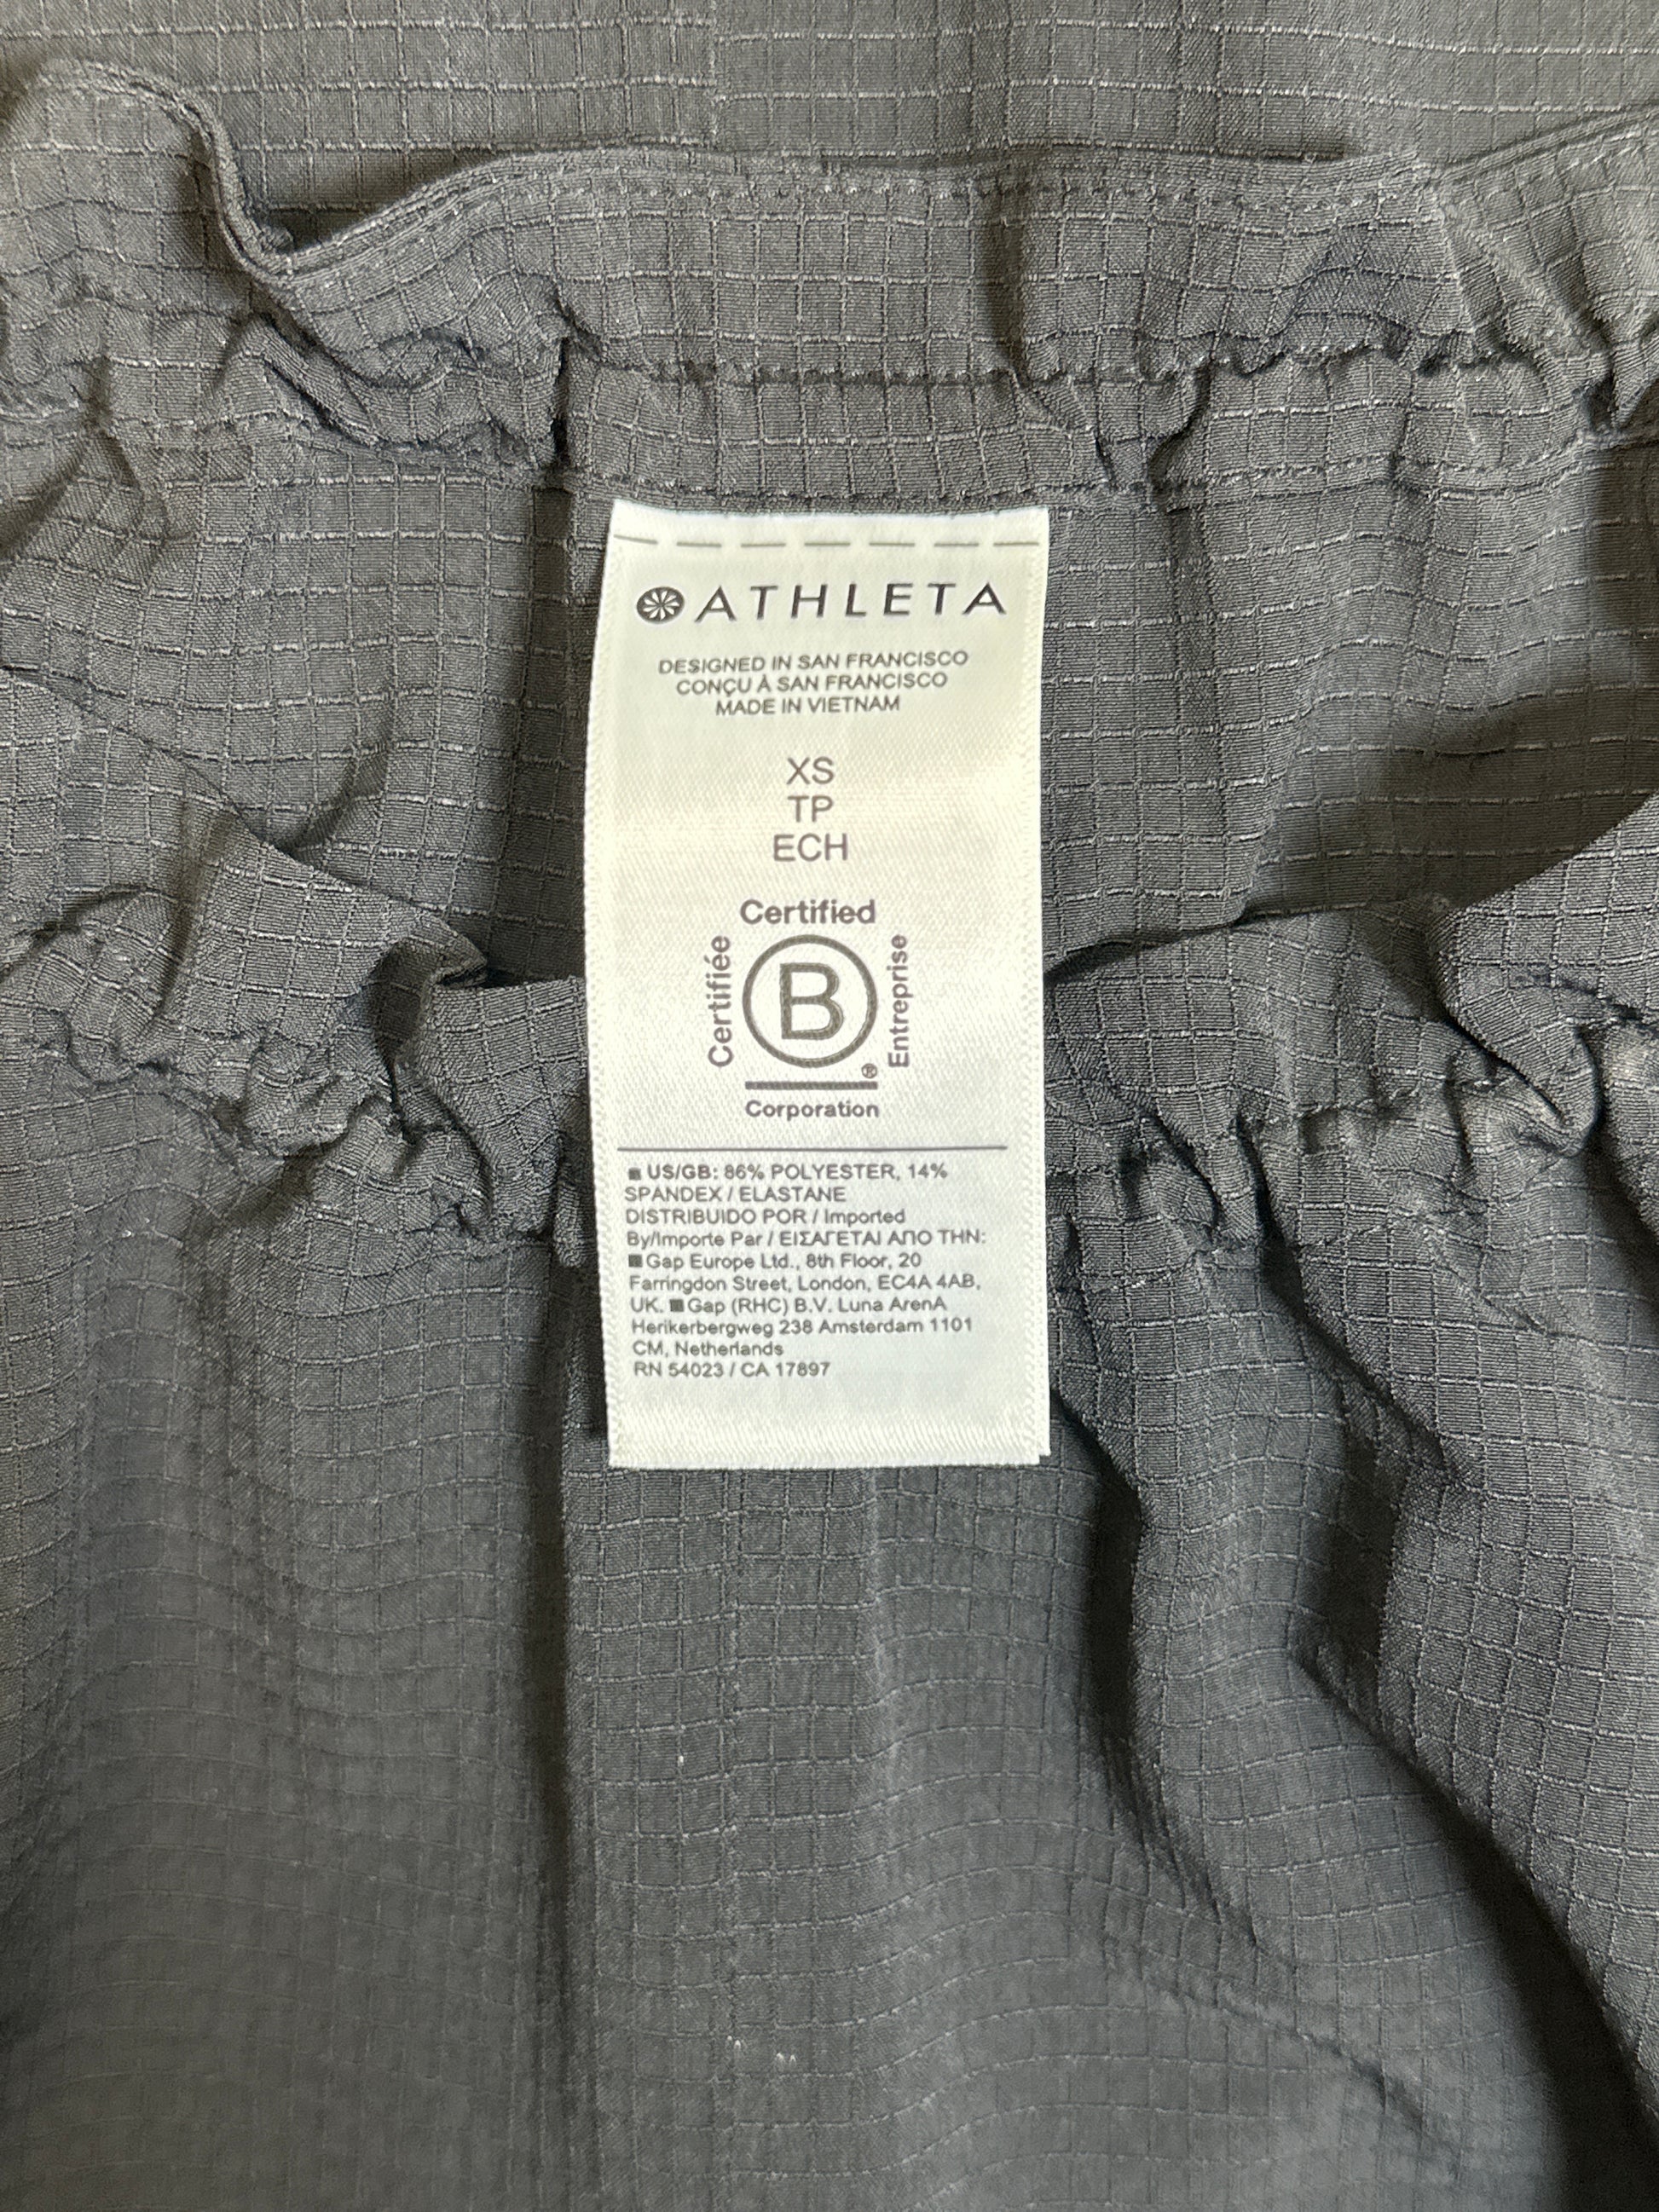 ATHLETA
DESIGNED IN SAN FRANCISCO
CONÇU À SAN FRANCISCO
MADE IN VIETNAM
XS
TP
ECH
Certified
Certifiée
B
Entreprise
®
Corporation
■ US/GB: 86% POLYESTER, 14%
SPANDEX / ELASTANE
DISTRIBUIDO POR / Imported
By/Importe Par / ΕΙΣΑΓΕΤΑΙ ΑΠΟ ΤΗΝ:
■ Gap Europe Ltd., 8th Floor, 20
Farringdon Street, London, EC4A 4AB,
UK. ■ Gap (RHC) B.V. Luna ArenA
Herikerbergweg 238 Amsterdam 1101
CM, Netherlands
RN 54023 / CA 17897